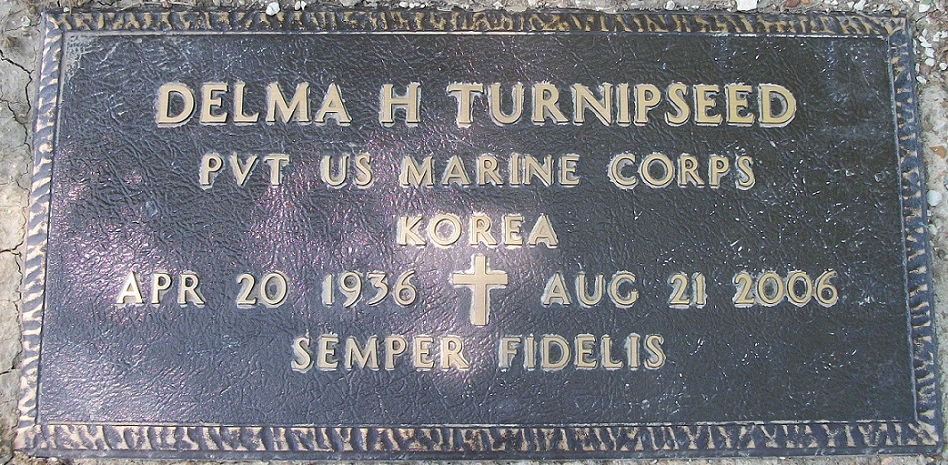 DELMA H TURNIPSEED
PVT US MARINE CORPS
KOREA
APR 20 1936 AUG 21 2006
SEMPER FIDELIS